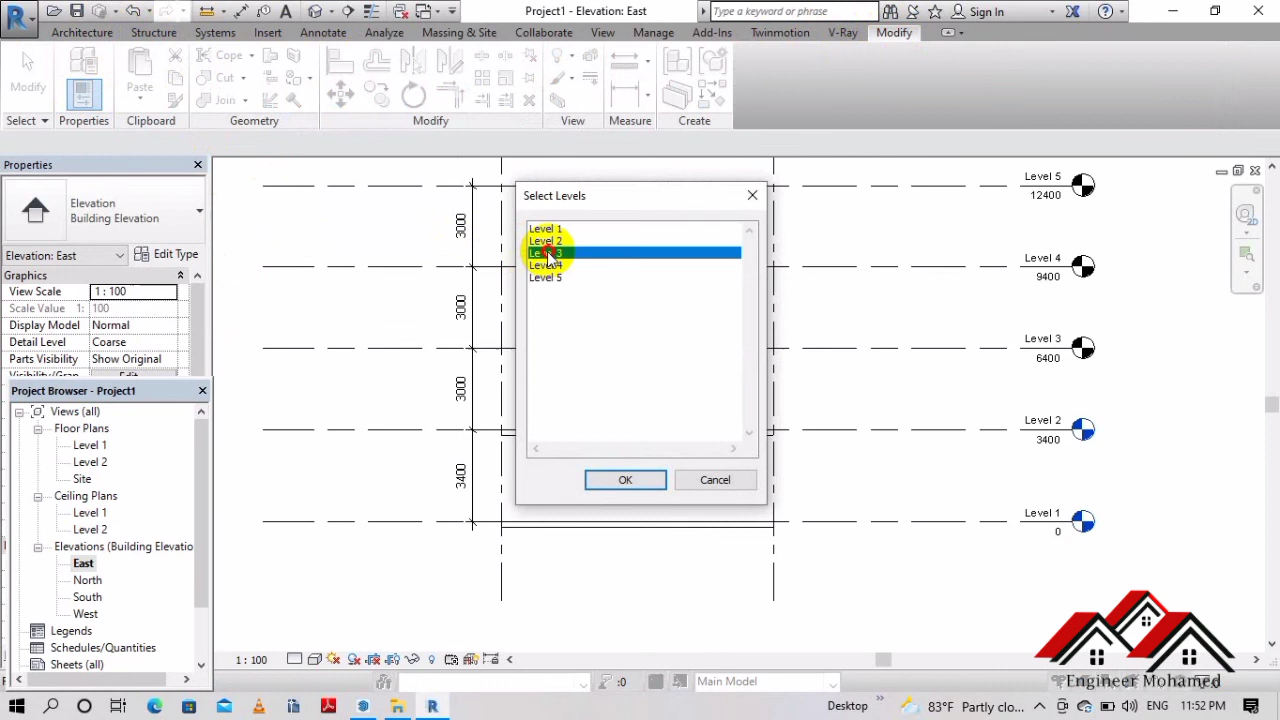 Project1 - Elevation: East
Type a keyword or phrase
Sign In
Architecture Structure Systems Insert Annotate Analyze Massing & Site Collaborate View Manage Add-Ins Twinmotion V-Ray Modify
Modify
Paste
Cope
Cut
Join
Select Properties Clipboard Geometry Modify View Measure Create
Properties
Elevation
Building Elevation
Elevation: East
Edit Type
Graphics
View Scale 1 : 100
Scale Value 1: 100
Display Model Normal
Detail Level Coarse
Parts Visibility Show Original
Project Browser - Project1
Views (all)
Floor Plans
Level 1
Level 2
Site
Ceiling Plans
Level 1
Level 2
Elevations (Building Elevatio
East
North
South
West
Legends
Schedules/Quantities
Sheets (all)
3000
3000
3000
3400
Select Levels
Level 1
Level 2
Level 3
Level 4
Level 5
OK Cancel
Level 5
12400
Level 4
9400
Level 3
6400
Level 2
3400
Level 1
0
1 : 100
:0
Main Model
Engineer Mohamed
Desktop
83°F Partly clo...
ENG
11:52 PM